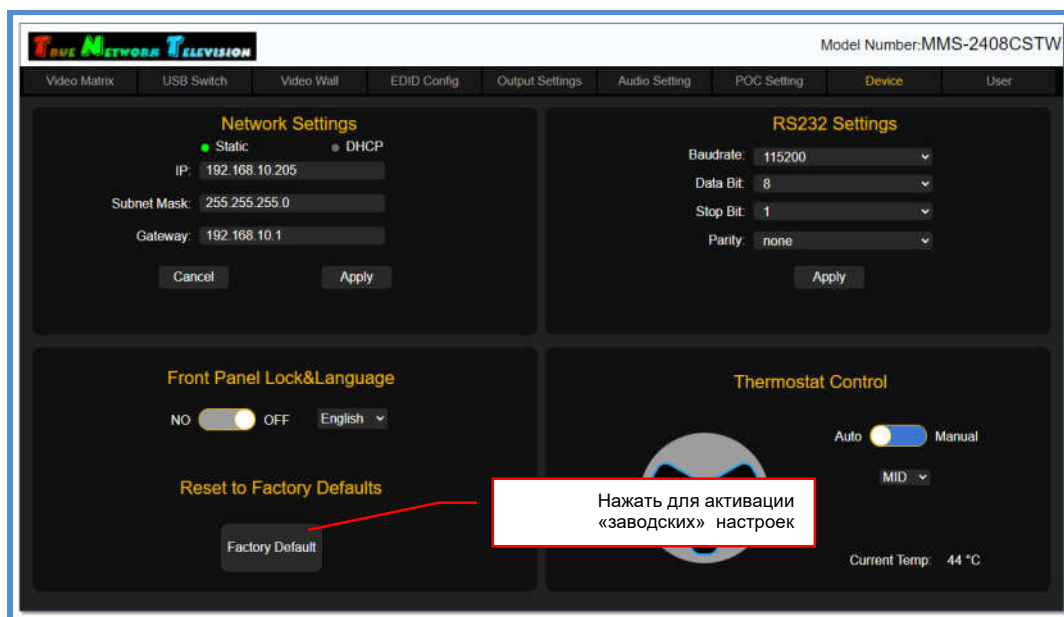 TRUE NETWORK TELEVISION
Model Number:MMS-2408CSTW
Video Matrix USB Switch Video Wall EDID Config Output Settings Audio Setting POC Setting Device User
Network Settings
Static DHCP
IP: 192.168.10.205
Subnet Mask: 255.255.255.0
Gateway: 192.168.10.1
Cancel Apply
RS232 Settings
Baudrate: 115200
Data Bit: 8
Stop Bit: 1
Parity: none
Apply
Front Panel Lock&Language
NO OFF English
Reset to Factory Defaults
Factory Default
Нажать для активации
«заводских» настроек
Thermostat Control
Auto Manual
MID
Current Temp: 44 °C